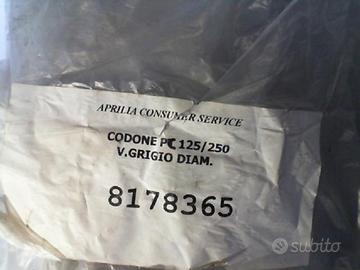 APRILIA CONSUMER SERVICE
CODONE PC 125/250
V.GRIGIO DIAM.
8178365
subito